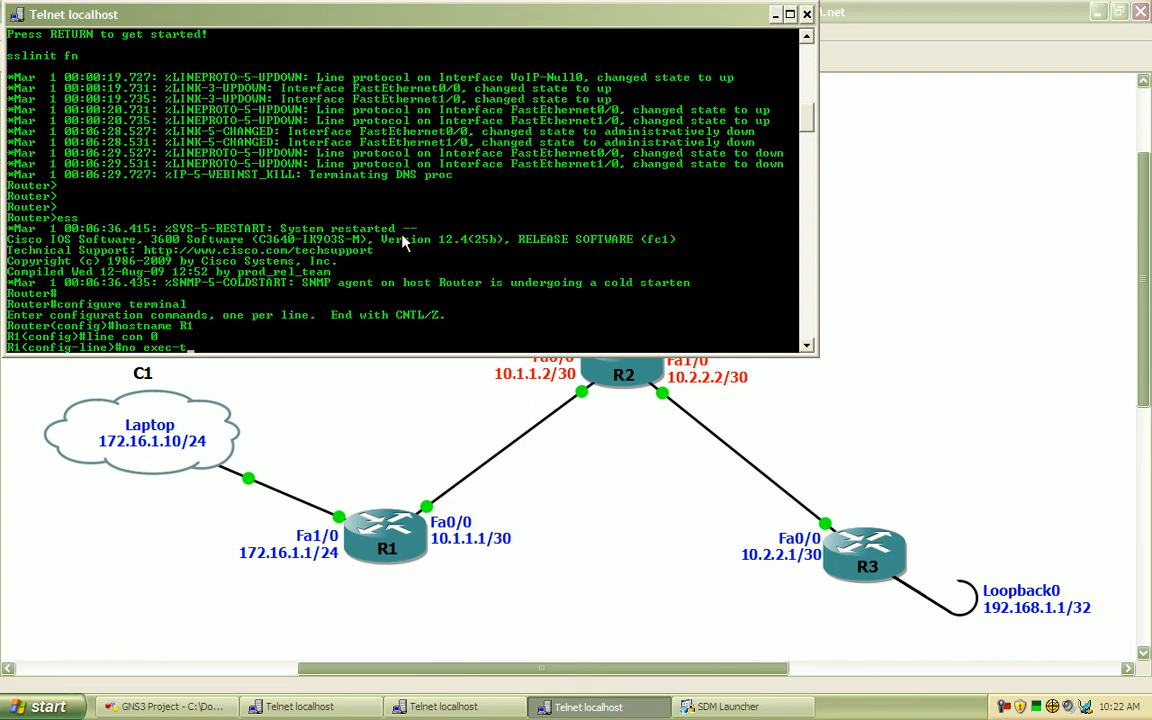 Telnet localhost
.net
Press RETURN to get started!
sslinit fn
*Mar  1 00:00:19.727: %LINEPROTO-5-UPDOWN: Line protocol on Interface VoIP-Null0, changed state to up
*Mar  1 00:00:19.731: %LINK-3-UPDOWN: Interface FastEthernet0/0, changed state to up
*Mar  1 00:00:19.735: %LINK-3-UPDOWN: Interface FastEthernet1/0, changed state to up
*Mar  1 00:00:20.731: %LINEPROTO-5-UPDOWN: Line protocol on Interface FastEthernet0/0, changed state to up
*Mar  1 00:00:20.735: %LINEPROTO-5-UPDOWN: Line protocol on Interface FastEthernet1/0, changed state to up
*Mar  1 00:06:28.527: %LINK-5-CHANGED: Interface FastEthernet0/0, changed state to administratively down
*Mar  1 00:06:28.531: %LINK-5-CHANGED: Interface FastEthernet1/0, changed state to administratively down
*Mar  1 00:06:29.527: %LINEPROTO-5-UPDOWN: Line protocol on Interface FastEthernet0/0, changed state to down
*Mar  1 00:06:29.531: %LINEPROTO-5-UPDOWN: Line protocol on Interface FastEthernet1/0, changed state to down
*Mar  1 00:06:29.727: %IP-5-WEBINST_KILL: Terminating DNS proc
Router>
Router>
Router>
Router>ess
*Mar  1 00:06:36.415: %SYS-5-RESTART: System restarted --
Cisco IOS Software, 3600 Software (C3640-IK9O3S-M), Version 12.4(25b), RELEASE SOFTWARE (fc1)
Technical Support: http://www.cisco.com/techsupport
Copyright (c) 1986-2009 by Cisco Systems, Inc.
Compiled Wed 12-Aug-09 12:52 by prod_rel_team
*Mar  1 00:06:36.435: %SNMP-5-COLDSTART: SNMP agent on host Router is undergoing a cold start
Router#
Router#configure terminal
Enter configuration commands, one per line.  End with CNTL/Z.
Router(config)#hostname R1
R1(config)#line con 0
R1(config-line)#no exec-t
Fa0/0
10.1.1.2/30
R2
Fa1/0
10.2.2.2/30
C1
Laptop
172.16.1.10/24
Fa1/0
172.16.1.1/24
R1
Fa0/0
10.1.1.1/30
Fa0/0
10.2.2.1/30
R3
Loopback0
192.168.1.1/32
start
GNS3 Project - C:\Do...
Telnet localhost
Telnet localhost
Telnet localhost
SDM Launcher
10:22 AM